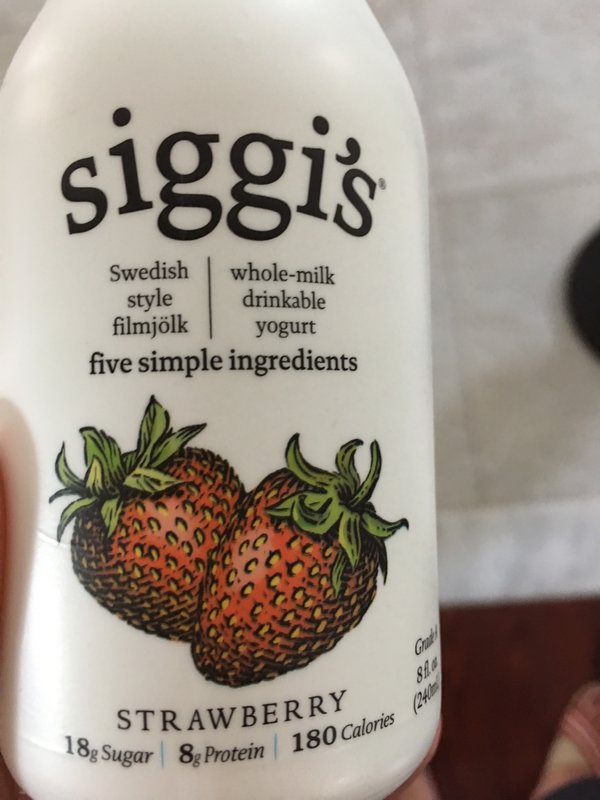 siggi's®
Swedish
style
filmjölk
whole-milk
drinkable
yogurt
five simple ingredients
STRAWBERRY
18g Sugar | 8g Protein | 180 Calories
8 fl. oz.
(240mL